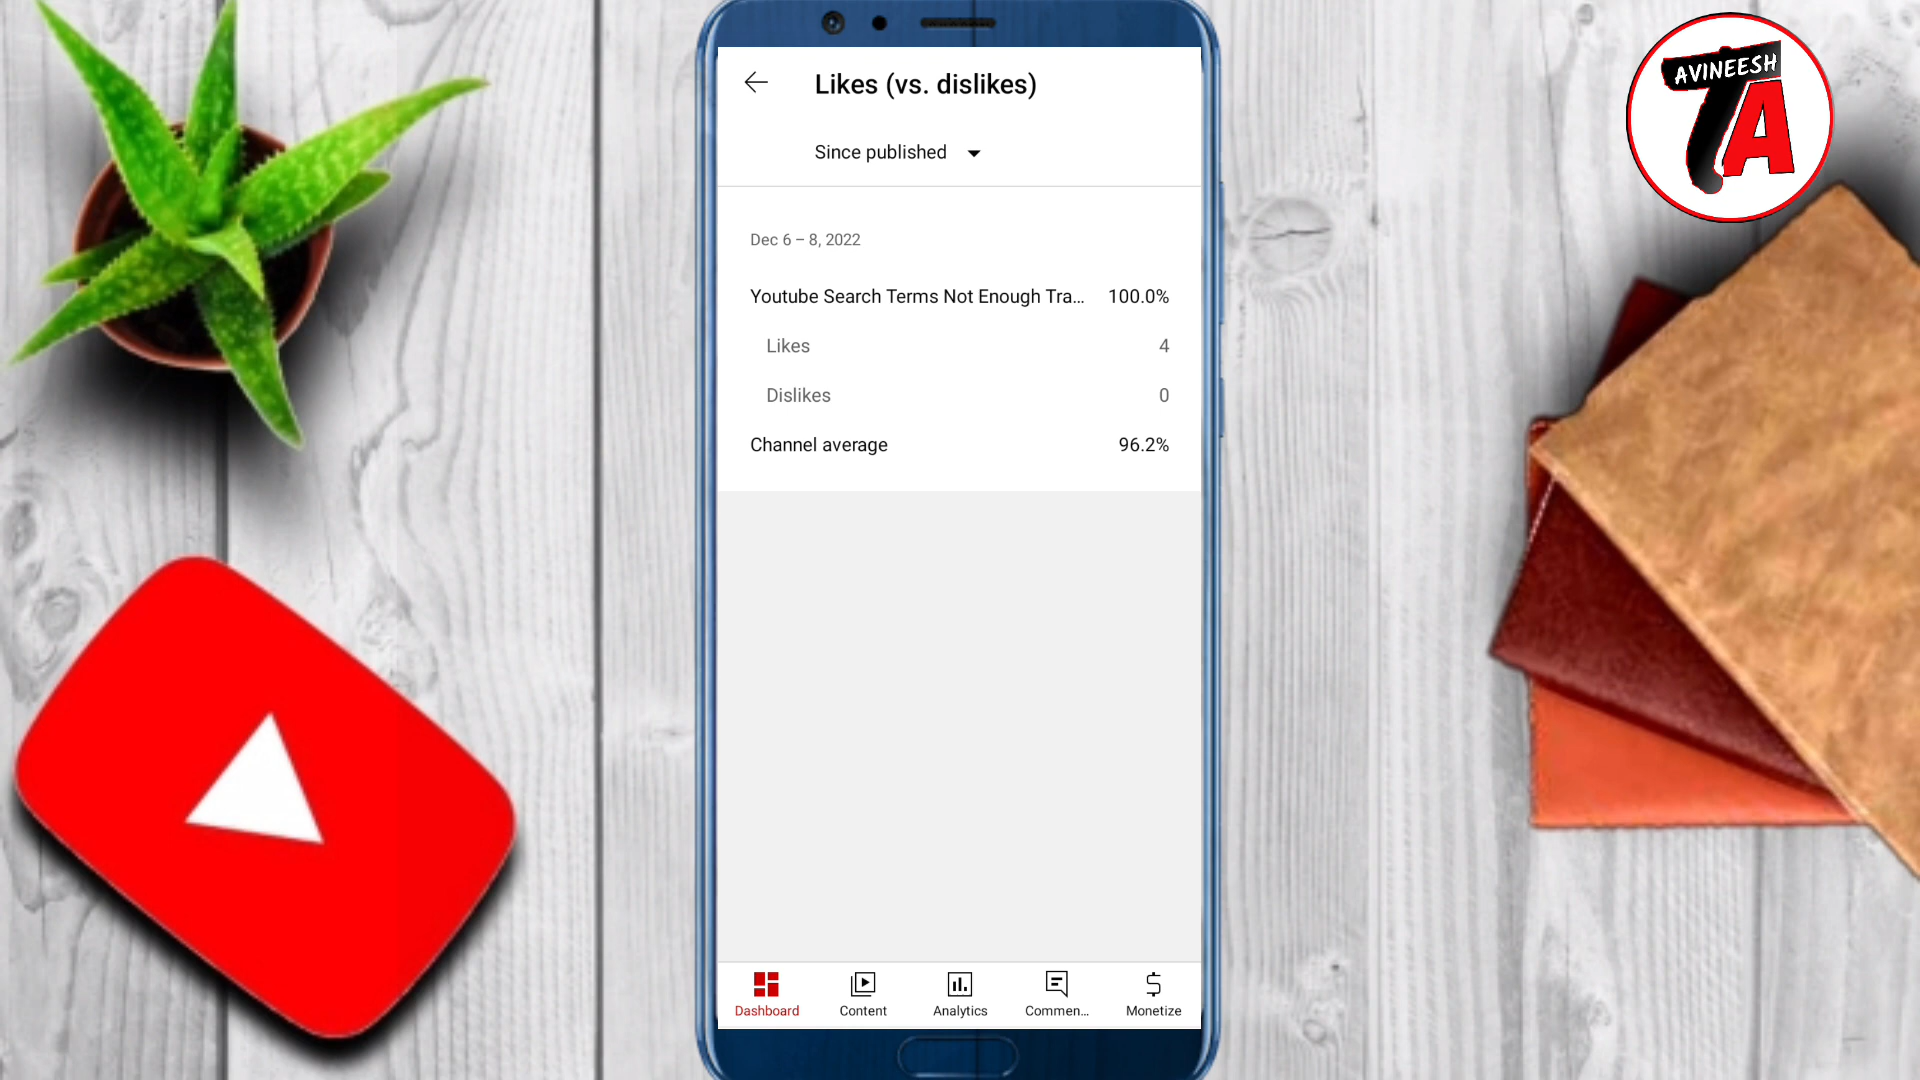 Likes (vs. dislikes)
Since published
Dec 6 – 8, 2022
Youtube Search Terms Not Enough Tra... 100.0%
Likes 4
Dislikes 0
Channel average 96.2%
Dashboard Content Analytics Commen... Monetize
AVINEESH
TA